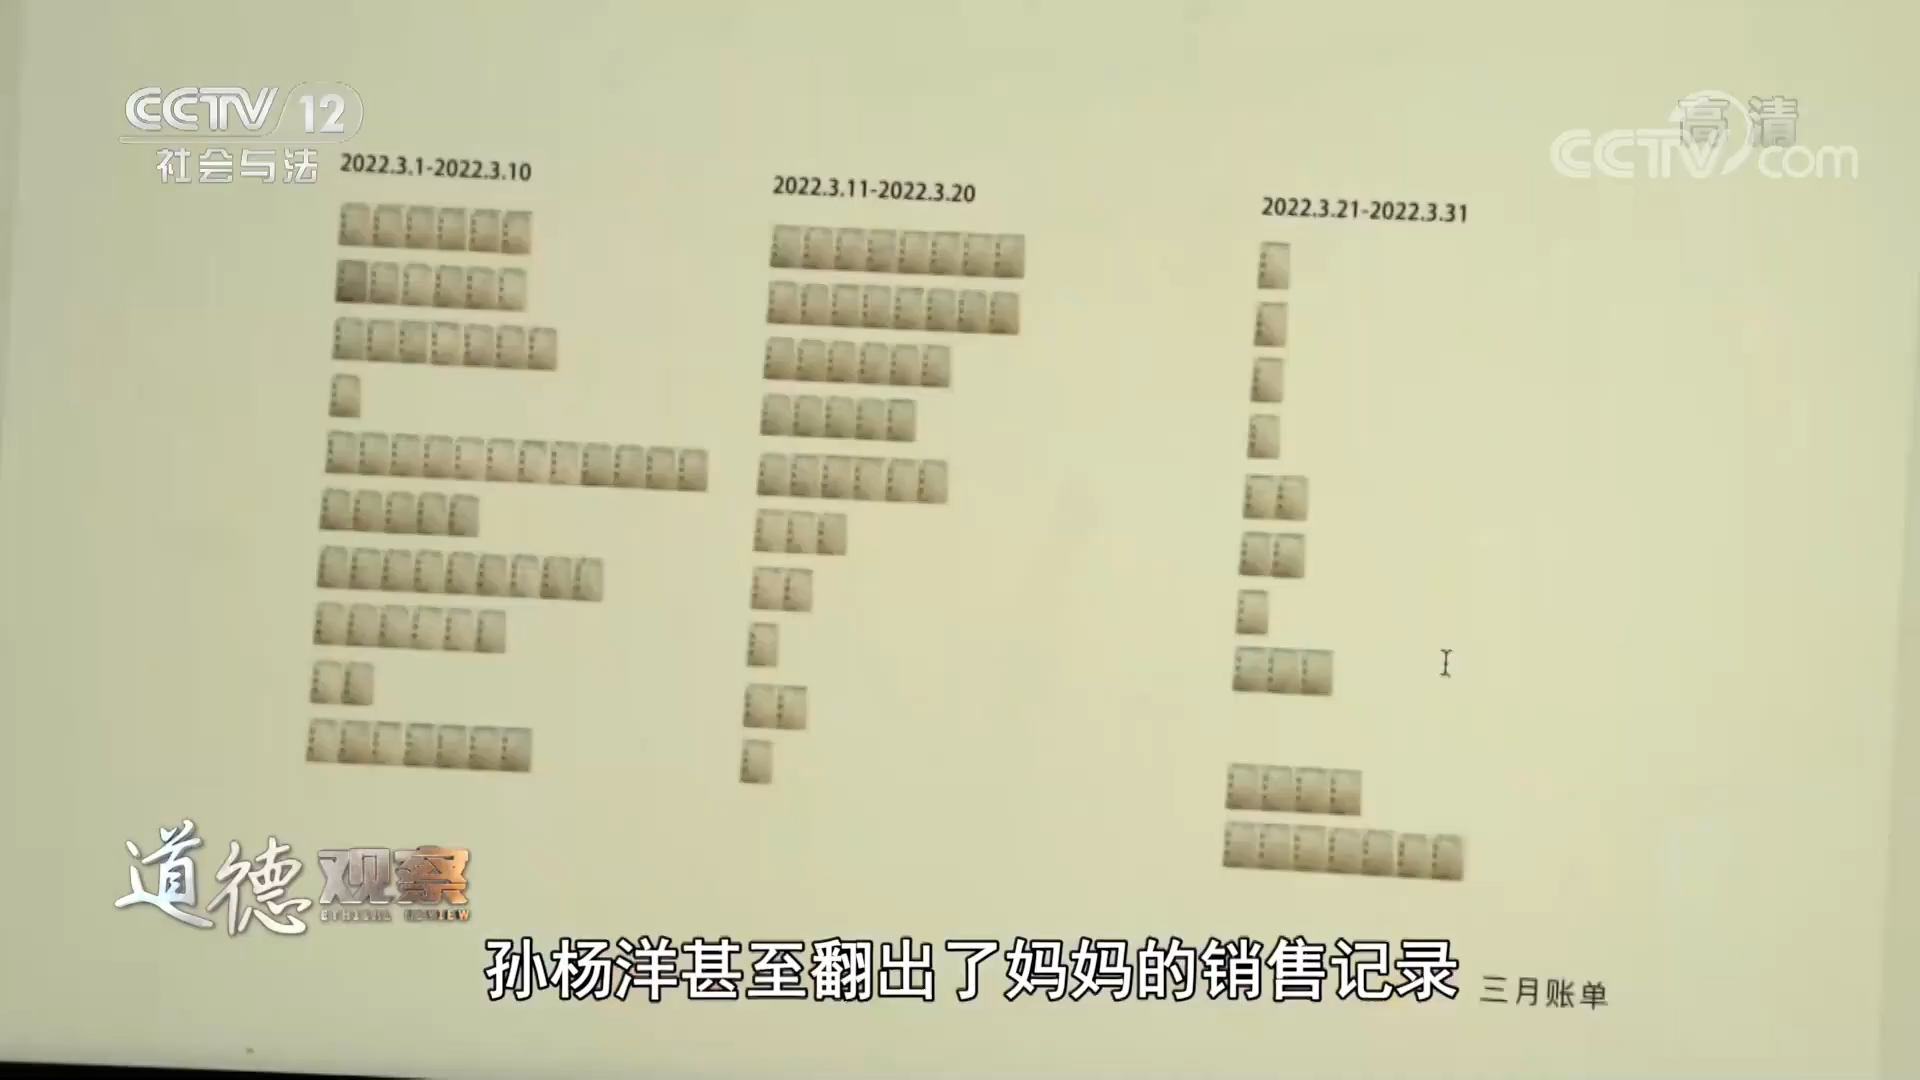 CCTV 12
社会与法
高清
CCTV com
2022.3.1-2022.3.10
2022.3.11-2022.3.20
2022.3.21-2022.3.31
道德观察
ETHICAL REVIEW
孙杨洋甚至翻出了妈妈的销售记录
三月账单